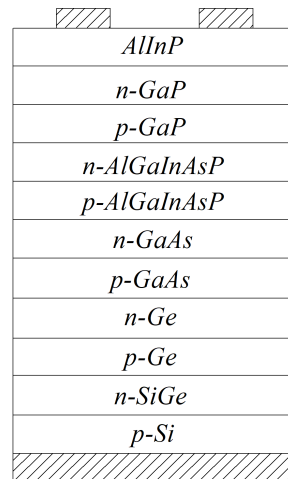 AlInP
n-GaP
p-GaP
n-AlGaInAsP
p-AlGaInAsP
n-GaAs
p-GaAs
n-Ge
p-Ge
n-SiGe
p-Si